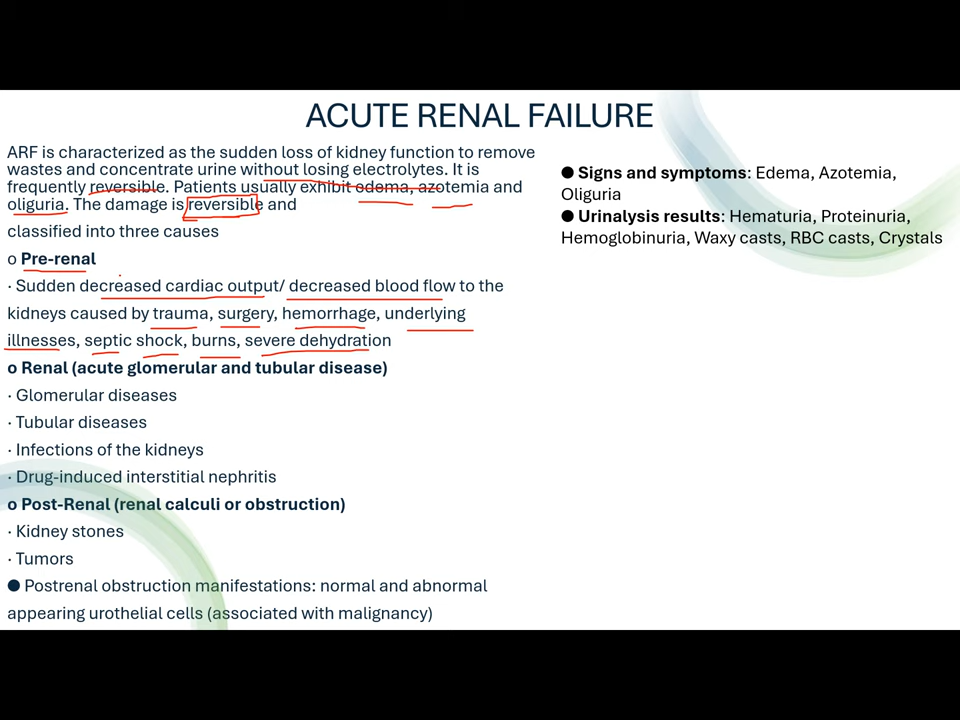 ACUTE RENAL FAILURE
ARF is characterized as the sudden loss of kidney function to remove
wastes and concentrate urine without losing electrolytes. It is
frequently reversible. Patients usually exhibit edema, azotemia and
oliguria. The damage is reversible and
classified into three causes
o Pre-renal
· Sudden decreased cardiac output/ decreased blood flow to the
kidneys caused by trauma, surgery, hemorrhage, underlying
illnesses, septic shock, burns, severe dehydration
o Renal (acute glomerular and tubular disease)
· Glomerular diseases
· Tubular diseases
· Infections of the kidneys
· Drug-induced interstitial nephritis
o Post-Renal (renal calculi or obstruction)
· Kidney stones
· Tumors
● Postrenal obstruction manifestations: normal and abnormal
appearing urothelial cells (associated with malignancy)
● Signs and symptoms: Edema, Azotemia,
Oliguria
● Urinalysis results: Hematuria, Proteinuria,
Hemoglobinuria, Waxy casts, RBC casts, Crystals